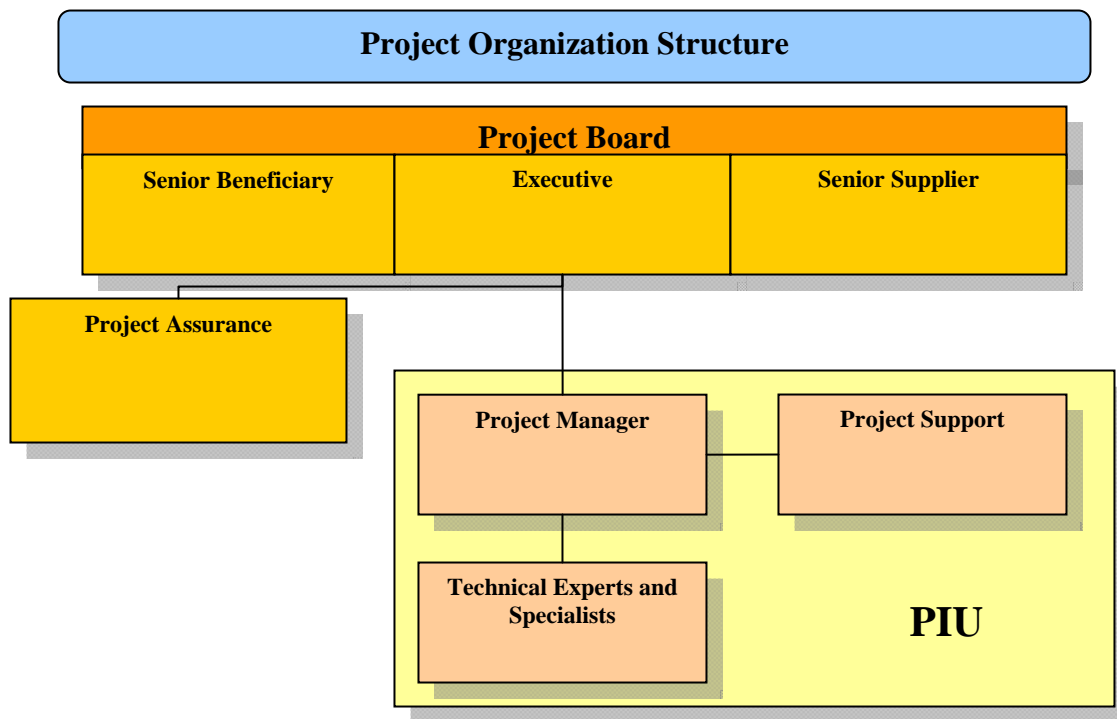 Project Organization Structure
Project Board
Senior Beneficiary
Executive
Senior Supplier
Project Assurance
Project Manager
Project Support
Technical Experts and
Specialists
PIU